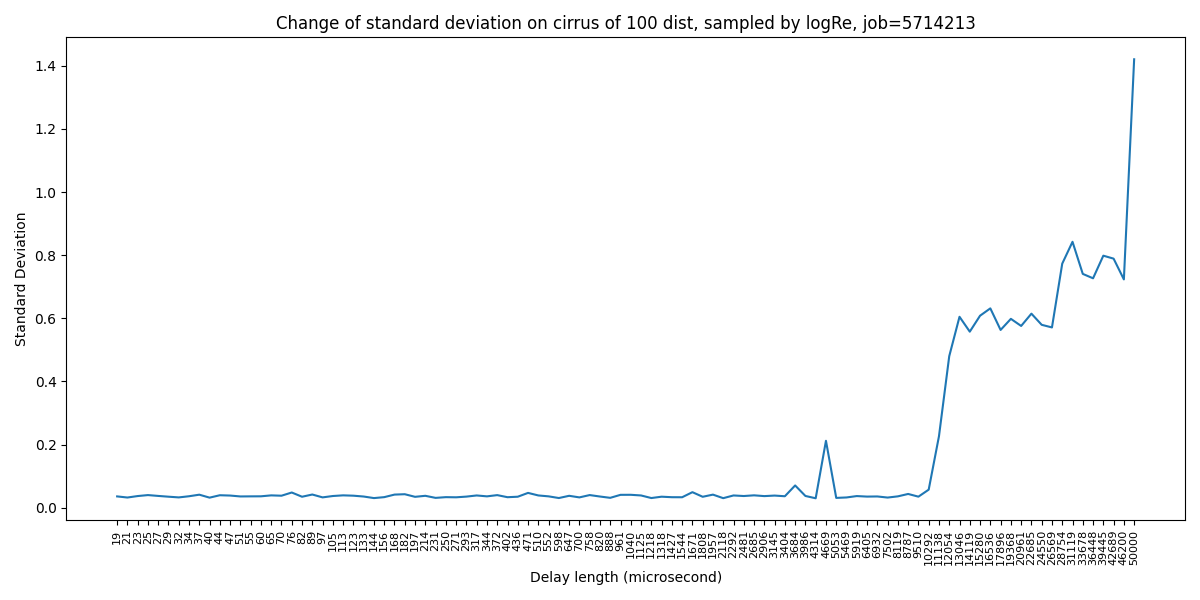 Change of standard deviation on cirrus of 100 dist, sampled by logRe, job=5714213
Standard Deviation
1.4
1.2
1.0
0.8
0.6
0.4
0.2
0.0
19 21 23 25 27 29 32 34 37 40 44 47 51 55 60 65 70 76 82 89 97 105 113 123 133 144 156 168 182 197 214 231 250 271 293 317 344 372 402 436 471 510 552 598 647 700 758 820 888 961 1040 1125 1218 1318 1427 1544 1671 1808 1957 2118 2292 2481 2685 2906 3145 3404 3684 3986 4314 4669 5053 5469 5919 6405 6932 7502 8119 8787 9510 10292 11138 12054 13046 14119 15280 16536 17896 19368 20961 22685 24550 26569 28754 31119 33678 36448 39445 42689 46200 50000
Delay length (microsecond)